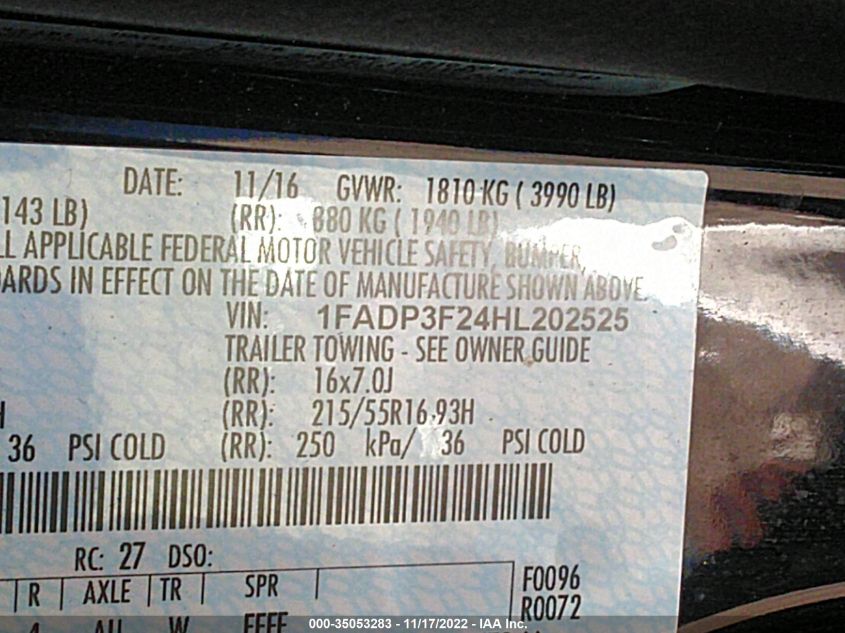 DATE: 11/16 GVWR: 1810 KG ( 3990 LB)
143 LB) (RR): 880 KG ( 1940 LB)
LL APPLICABLE FEDERAL MOTOR VEHICLE SAFETY, BUMPER,
ARDS IN EFFECT ON THE DATE OF MANUFACTURE SHOWN ABOVE.
VIN: 1FADP3F24HL202525
TRAILER TOWING - SEE OWNER GUIDE
(RR): 16x7.0J
H (RR): 215/55R16 93H
36 PSI COLD (RR): 250 kPa/ 36 PSI COLD
RC: 27 DSO:
R AXLE TR SPR F0096
R0072
4 ALL W FFFF
000-35053283 - 11/17/2022 - IAA Inc.